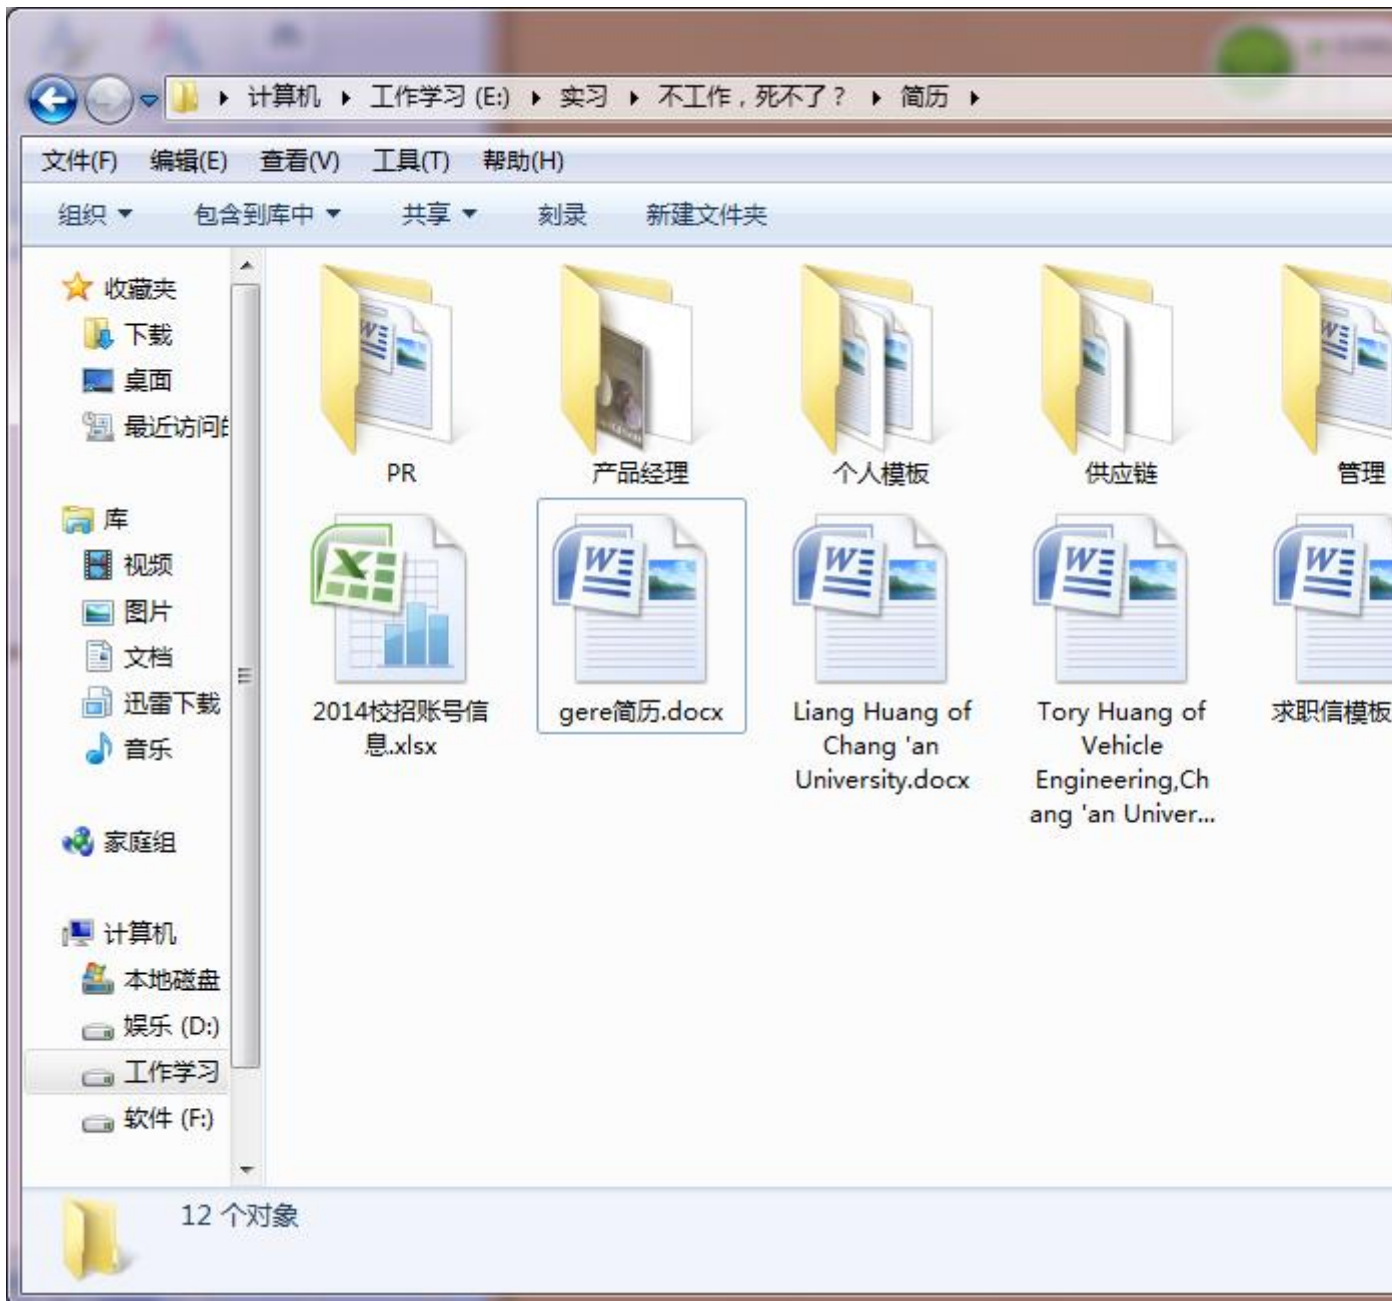 计算机 ▸ 工作学习 (E:) ▸ 实习 ▸ 不工作，死不了？ ▸ 简历 ▸
文件(F) 编辑(E) 查看(V) 工具(T) 帮助(H)
组织 包含到库中 共享 刻录 新建文件夹
收藏夹
下载
桌面
最近访问
库
视频
图片
文档
迅雷下载
音乐
家庭组
计算机
本地磁盘
娱乐 (D:)
工作学习
软件 (F:)
PR
产品经理
个人模板
供应链
管理
2014校招账号信
息.xlsx
gere简历.docx
Liang Huang of
Chang 'an
University.docx
Tory Huang of
Vehicle
Engineering,Ch
ang 'an Univer...
求职信模板
12 个对象